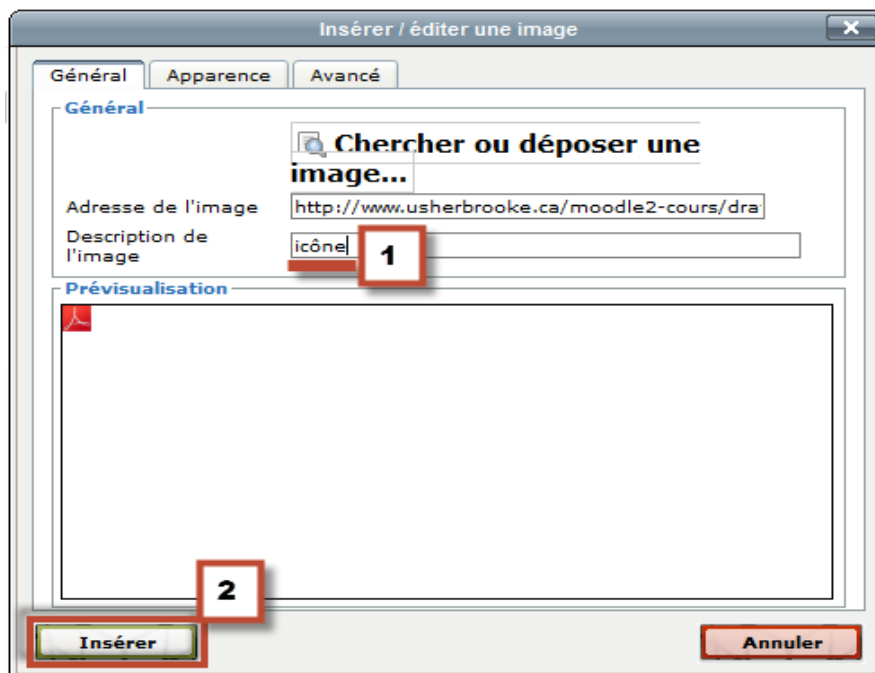 Insérer / éditer une image
Général Apparence Avancé
Général
Chercher ou déposer une
image...
Adresse de l'image http://www.usherbrooke.ca/moodle2-cours/dra
Description de
l'image
icône 1
Prévisualisation
2
Insérer Annuler